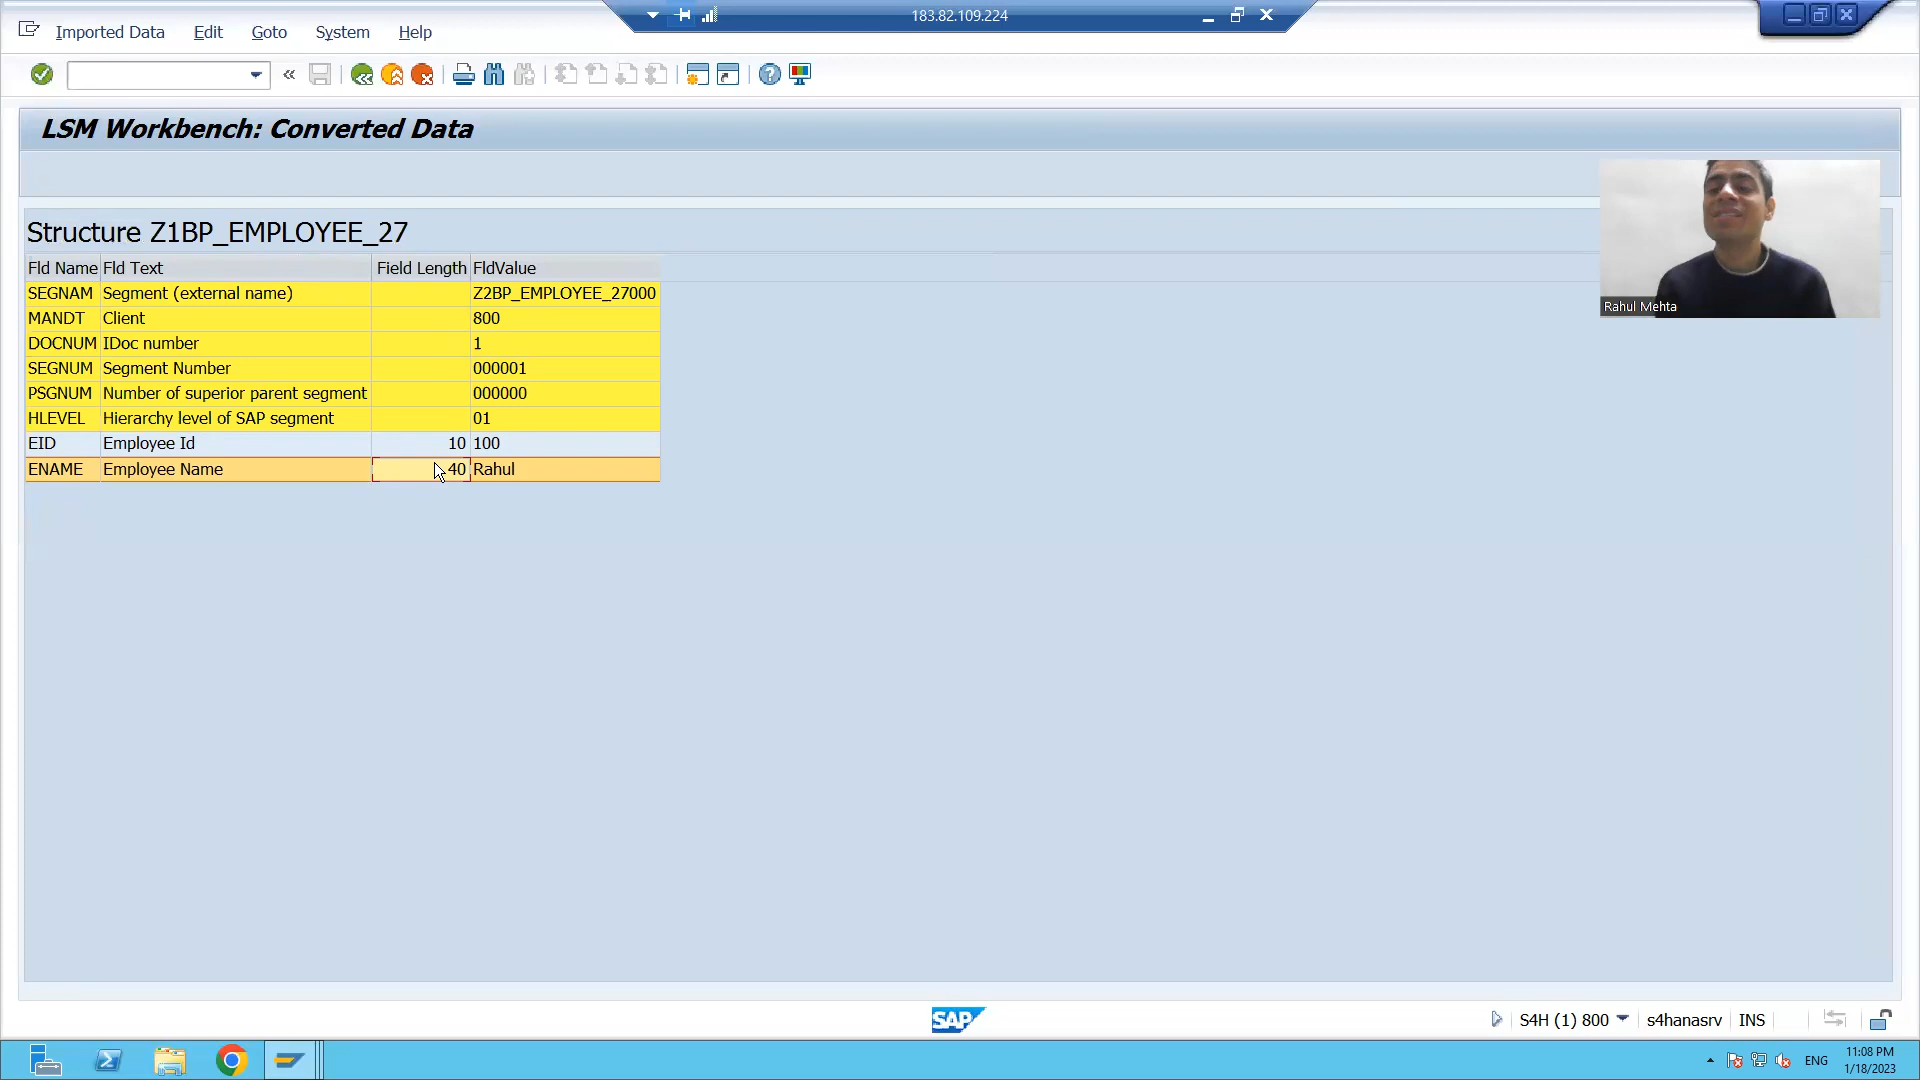 183.82.109.224
Imported Data Edit Goto System Help
LSM Workbench: Converted Data
Rahul Mehta
Structure Z1BP_EMPLOYEE_27
Fld Name Fld Text Field Length FldValue
SEGNAM Segment (external name) Z2BP_EMPLOYEE_27000
MANDT Client 800
DOCNUM IDoc number 1
SEGNUM Segment Number 000001
PSGNUM Number of superior parent segment 000000
HLEVEL Hierarchy level of SAP segment 01
EID Employee Id 10 100
ENAME Employee Name 40 Rahul
SAP
S4H (1) 800 s4hanasrv INS
ENG
11:08 PM
1/18/2023